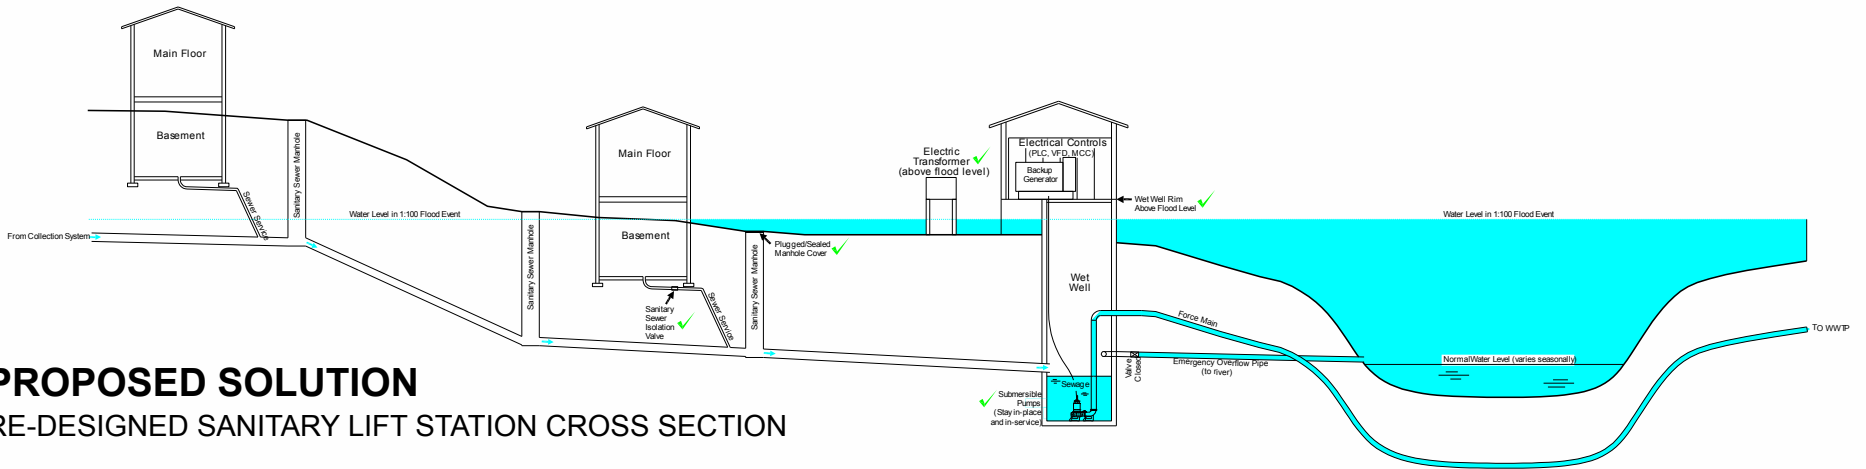 Main Floor
Basement
Sanitary Sewer Manhole
Sewer Service
From Collection System
Water Level in 1:100 Flood Event
Sanitary Sewer Manhole
Main Floor
Basement
Sanitary
Sewer
Isolation
Valve
Sewer Service
Sanitary Sewer Manhole
Plugged/Sealed
Manhole Cover
Electric
Transformer
(above flood level)
Electrical Controls
(PLC, VFD, MCC)
Backup
Generator
Wet Well Rim
Above Flood Level
Wet
Well
Sewage
Submersible
Pumps
(Stay in-place
and in-service)
Force Main
Valve
Closed
Emergency Overflow Pipe
(to river)
Water Level in 1:100 Flood Event
Normal Water Level (varies seasonally)
TO WWTP
PROPOSED SOLUTION
RE-DESIGNED SANITARY LIFT STATION CROSS SECTION